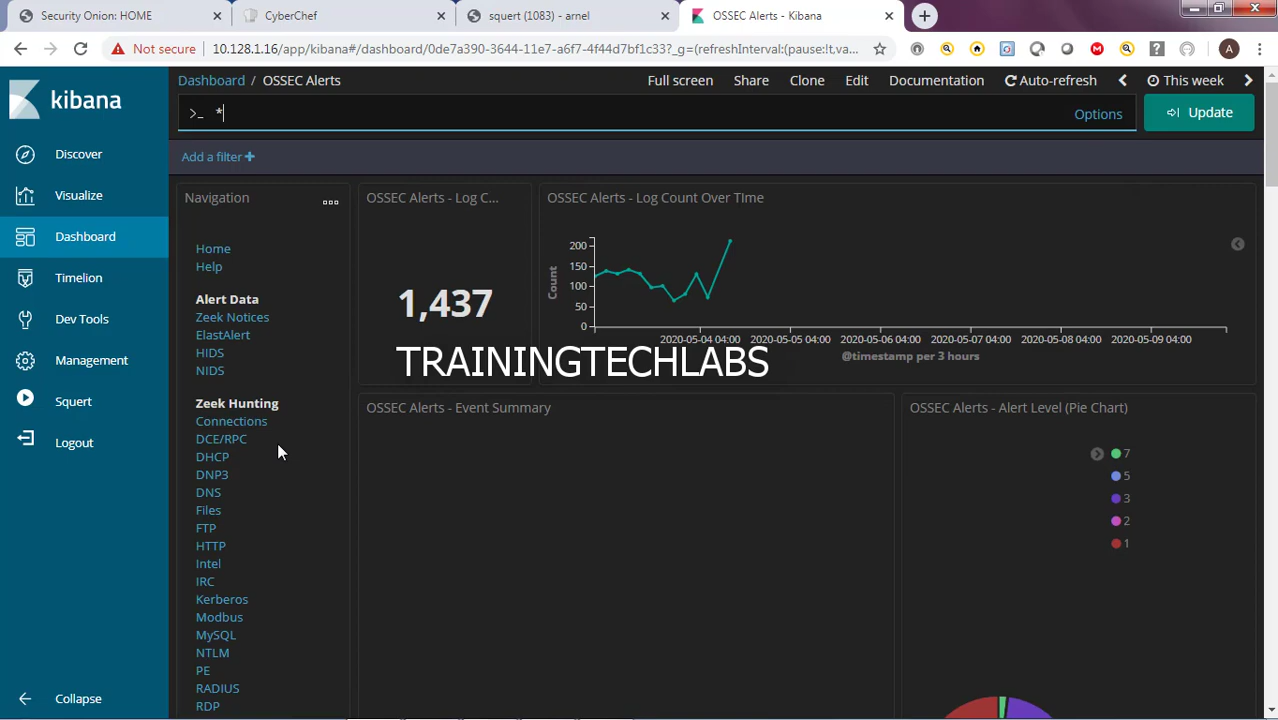 Security Onion: HOME
CyberChef
squert (1083) - arnel
OSSEC Alerts - Kibana
Not secure
10.128.1.16/app/kibana#/dashboard/0de7a390-3644-11e7-a6f7-4f44d7bf1c33?_g=(refreshInterval:(pause:!t,va...
A
kibana
Discover
Visualize
Dashboard
Timelion
Dev Tools
Management
Squert
Logout
Collapse
Dashboard / OSSEC Alerts
Full screen
Share
Clone
Edit
Documentation
Auto-refresh
This week
>_ *
Options
Update
Add a filter +
Navigation
Home
Help
Alert Data
Zeek Notices
ElastAlert
HIDS
NIDS
Zeek Hunting
Connections
DCE/RPC
DHCP
DNP3
DNS
Files
FTP
HTTP
Intel
IRC
Kerberos
Modbus
MySQL
NTLM
PE
RADIUS
RDP
OSSEC Alerts - Log C...
1,437
OSSEC Alerts - Log Count Over TIme
Count
200
150
100
50
0
2020-05-04 04:00
2020-05-05 04:00
2020-05-06 04:00
2020-05-07 04:00
2020-05-08 04:00
2020-05-09 04:00
@timestamp per 3 hours
TRAININGTECHLABS
OSSEC Alerts - Event Summary
OSSEC Alerts - Alert Level (Pie Chart)
7
5
3
2
1